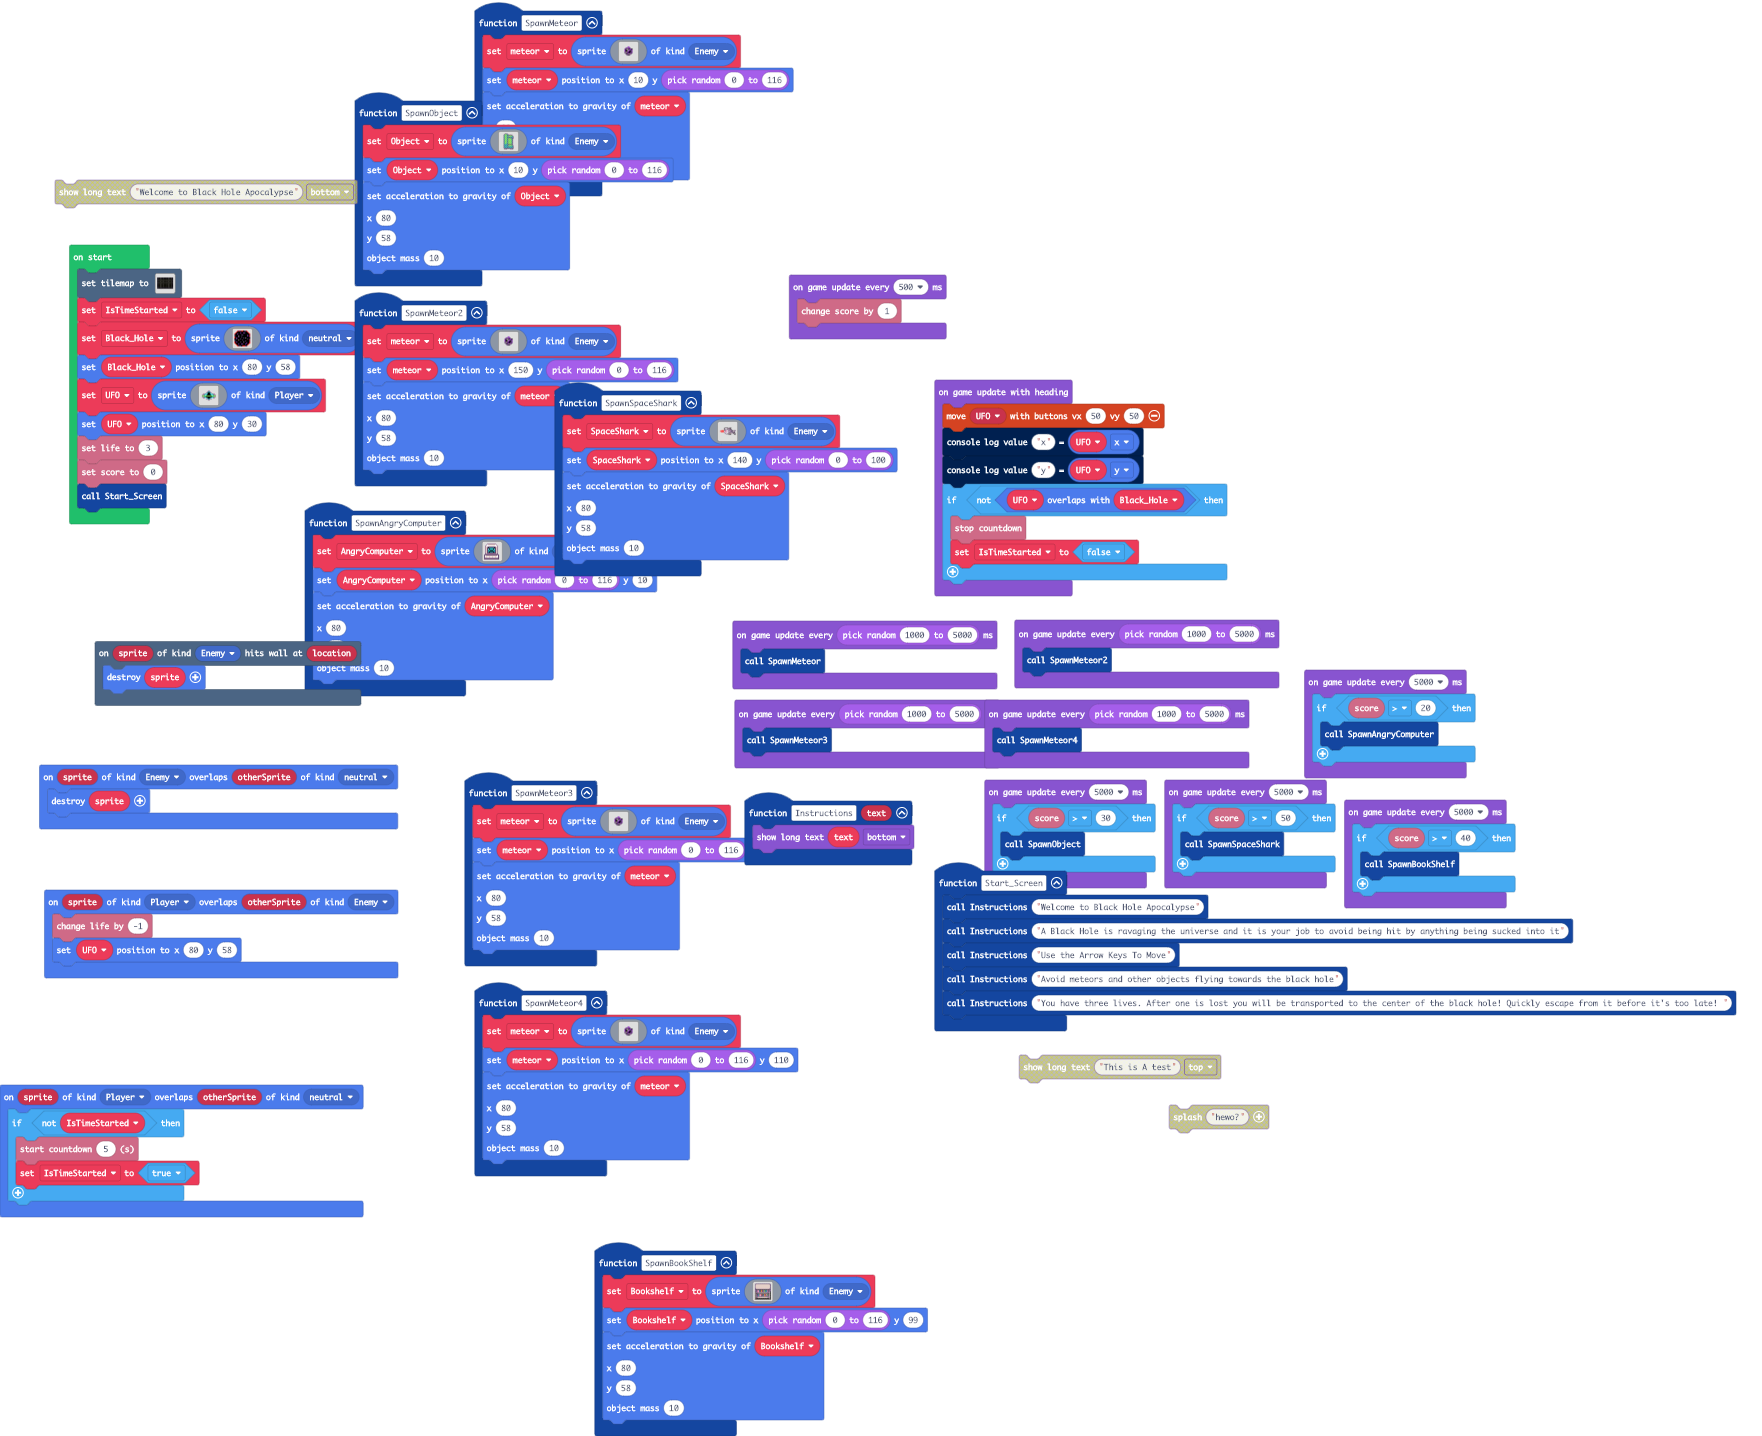 function SpawnMeteor
set meteor to sprite of kind Enemy
set meteor position to x 10 y pick random 0 to 116
set acceleration to gravity of meteor
function SpawnObject
set Object to sprite of kind Enemy
set Object position to x 10 y pick random 0 to 116
set acceleration to gravity of Object
x 80
y 58
object mass 10
show long text "Welcome to Black Hole Apocalypse" bottom
on start
set tilemap to
set IsTimeStarted to false
set Black_Hole to sprite of kind neutral
set Black_Hole position to x 80 y 58
set UFO to sprite of kind Player
set UFO position to x 80 y 30
set life to 3
set score to 0
call Start_Screen
function SpawnMeteor2
set meteor to sprite of kind Enemy
set meteor position to x 150 y pick random 0 to 116
set acceleration to gravity of meteor
x 80
y 58
object mass 10
function SpawnSpaceShark
set SpaceShark to sprite of kind Enemy
set SpaceShark position to x 140 y pick random 0 to 100
set acceleration to gravity of SpaceShark
x 80
y 58
object mass 10
function SpawnAngryComputer
set AngryComputer to sprite of kind
set AngryComputer position to x pick random 0 to 116 y 10
set acceleration to gravity of AngryComputer
x 80
object mass 10
on sprite of kind Enemy hits wall at location
destroy sprite
on game update every 500 ms
change score by 1
on game update with heading
move UFO with buttons vx 50 vy 50
console log value "x" = UFO x
console log value "y" = UFO y
if not UFO overlaps with Black_Hole then
stop countdown
set IsTimeStarted to false
on game update every pick random 1000 to 5000 ms
call SpawnMeteor
on game update every pick random 1000 to 5000 ms
call SpawnMeteor2
on game update every pick random 1000 to 5000
call SpawnMeteor3
on game update every pick random 1000 to 5000 ms
call SpawnMeteor4
on game update every 5000 ms
if score > 20 then
call SpawnAngryComputer
on game update every 5000 ms
if score > 30 then
call SpawnObject
on game update every 5000 ms
if score > 50 then
call SpawnSpaceShark
on game update every 5000 ms
if score > 40 then
call SpawnBookShelf
on sprite of kind Enemy overlaps otherSprite of kind neutral
destroy sprite
on sprite of kind Player overlaps otherSprite of kind Enemy
change life by -1
set UFO position to x 80 y 58
function SpawnMeteor3
set meteor to sprite of kind Enemy
set meteor position to x pick random 0 to 116
set acceleration to gravity of meteor
x 80
y 58
object mass 10
function Instructions text
show long text text bottom
function Start_Screen
call Instructions "Welcome to Black Hole Apocalypse"
call Instructions "A Black Hole is ravaging the universe and it is your job to avoid being hit by anything being sucked into it"
call Instructions "Use the Arrow Keys To Move"
call Instructions "Avoid meteors and other objects flying towards the black hole"
call Instructions "You have three lives. After one is lost you will be transported to the center of the black hole! Quickly escape from it before it's too late! "
function SpawnMeteor4
set meteor to sprite of kind Enemy
set meteor position to x pick random 0 to 116 y 110
set acceleration to gravity of meteor
x 80
y 58
object mass 10
show long text "This is A test" top
splash "hewo?"
on sprite of kind Player overlaps otherSprite of kind neutral
if not IsTimeStarted then
start countdown 5 (s)
set IsTimeStarted to true
function SpawnBookShelf
set Bookshelf to sprite of kind Enemy
set Bookshelf position to x pick random 0 to 116 y 99
set acceleration to gravity of Bookshelf
x 80
y 58
object mass 10